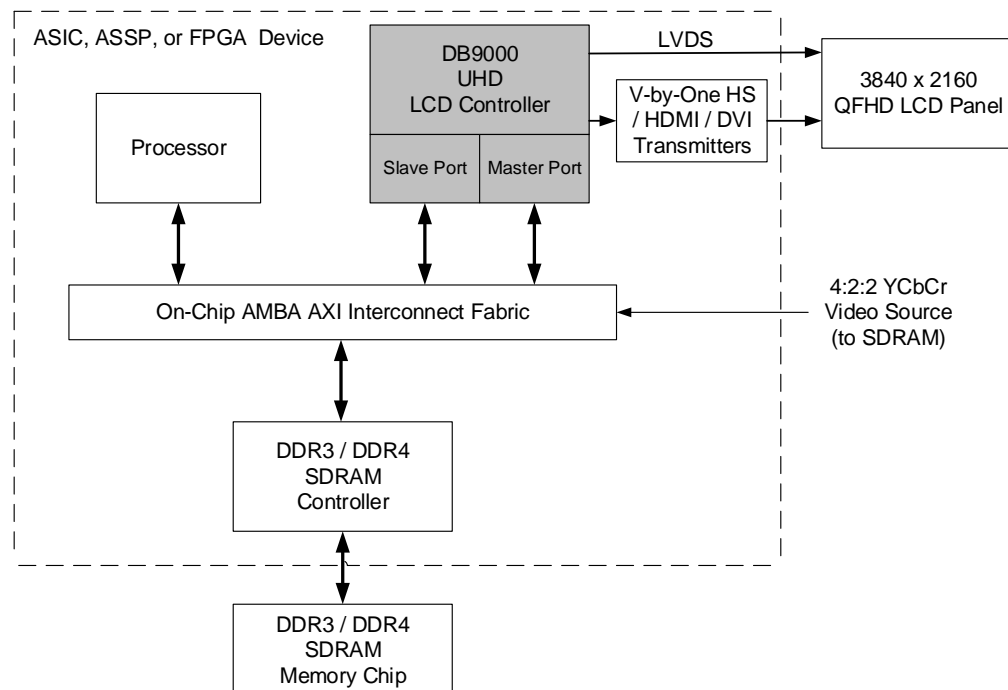 ASIC, ASSP, or FPGA Device
DB9000
UHD
LCD Controller
Slave Port
Master Port
LVDS
V-by-One HS
/ HDMI / DVI
Transmitters
3840 x 2160
QFHD LCD Panel
Processor
On-Chip AMBA AXI Interconnect Fabric
4:2:2 YCbCr
Video Source
(to SDRAM)
DDR3 / DDR4
SDRAM
Controller
DDR3 / DDR4
SDRAM
Memory Chip